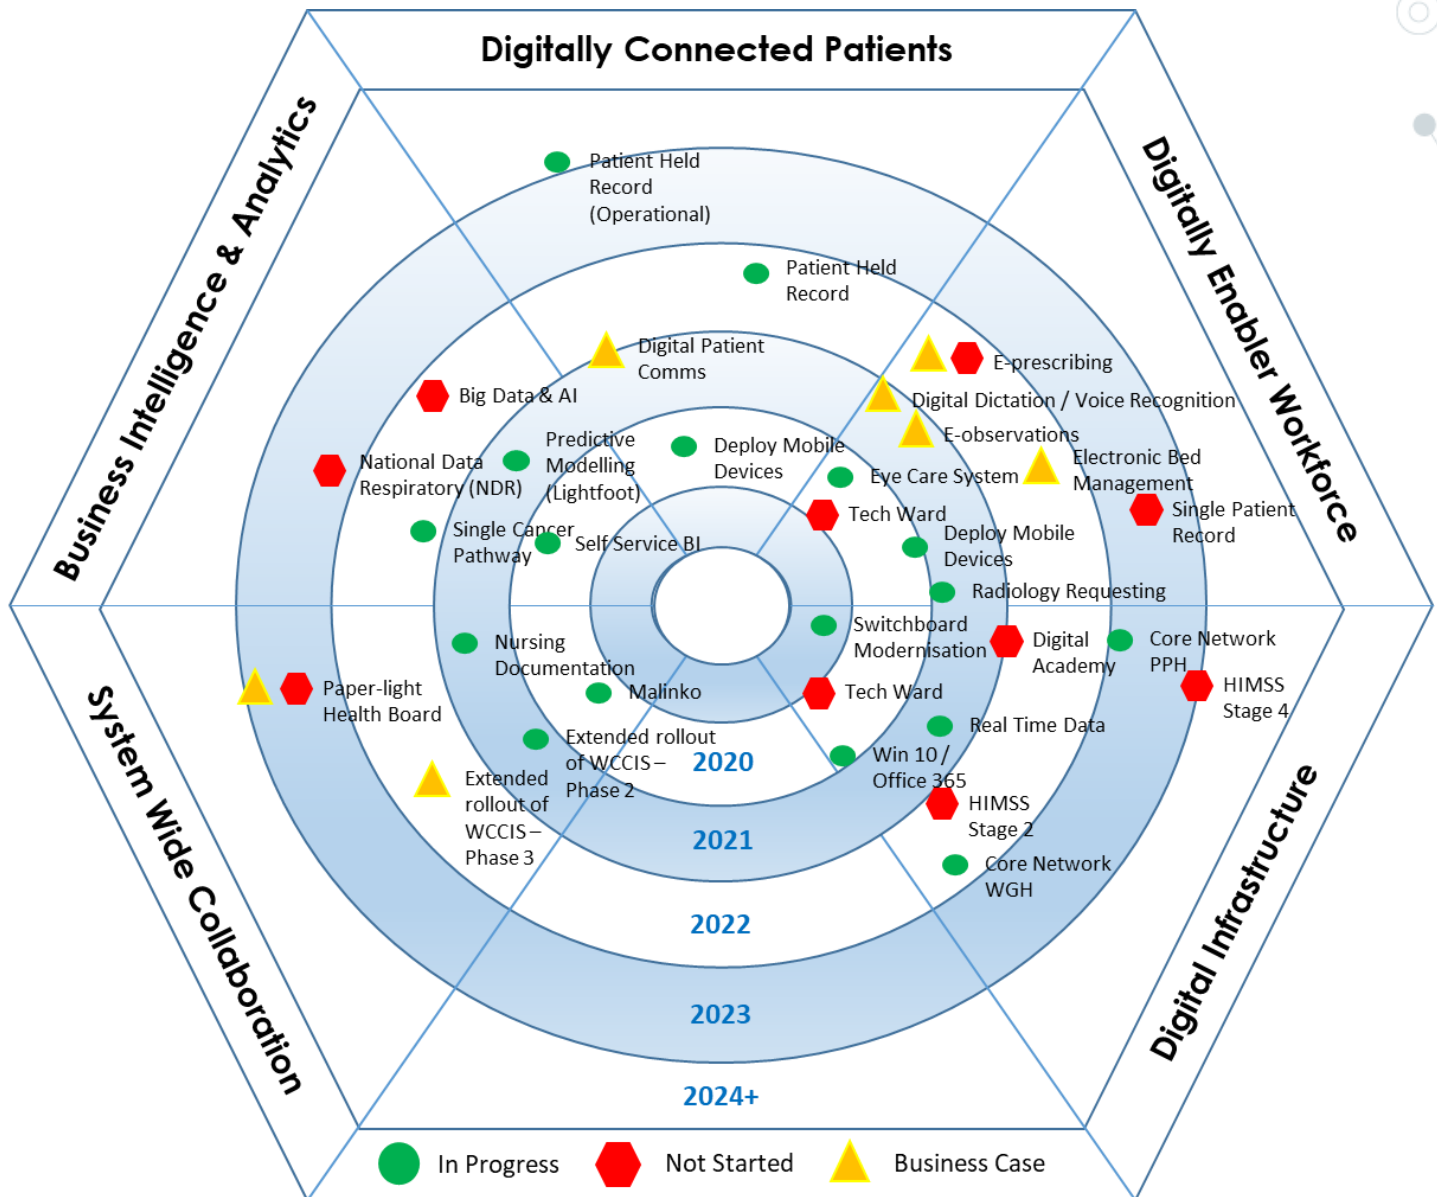 Digitally Connected Patients
Business Intelligence & Analytics
Digitally Enabler Workforce
Patient Held
Record
(Operational)
Patient Held
Record
Digital Patient
Comms
E-prescribing
Big Data & AI
Digital Dictation / Voice Recognition
E-observations
Predictive
Modelling
(Lightfoot)
Deploy Mobile
Devices
National Data
Respiratory (NDR)
Eye Care System
Electronic Bed
Management
Tech Ward
Single Patient
Record
Single Cancer
Pathway
Self Service BI
Deploy Mobile
Devices
Radiology Requesting
Nursing
Documentation
Switchboard
Modernisation
Digital
Academy
Core Network
PPH
Paper-light
Health Board
Malinko
Tech Ward
HIMSS
Stage 4
Extended rollout
of WCCIS –
Phase 2
Real Time Data
Win 10 /
Office 365
Extended
rollout of
WCCIS –
Phase 3
HIMSS
Stage 2
Core Network
WGH
System Wide Collaboration
Digital Infrastructure
2020
2021
2022
2023
2024+
In Progress
Not Started
Business Case